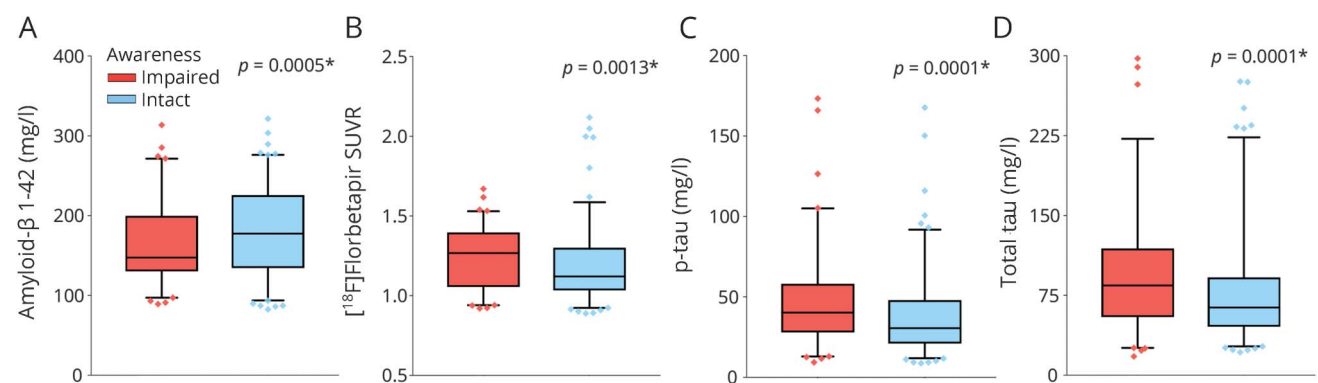 A
Amyloid-β 1-42 (mg/l)
400
300
200
100
0
Awareness
Impaired
Intact
p = 0.0005*
B
[¹⁸F]Florbetapir SUVR
2.5
2.0
1.5
1.0
0.5
p = 0.0013*
C
p-tau (mg/l)
200
150
100
50
0
p = 0.0001*
D
Total tau (mg/l)
300
225
150
75
0
p = 0.0001*